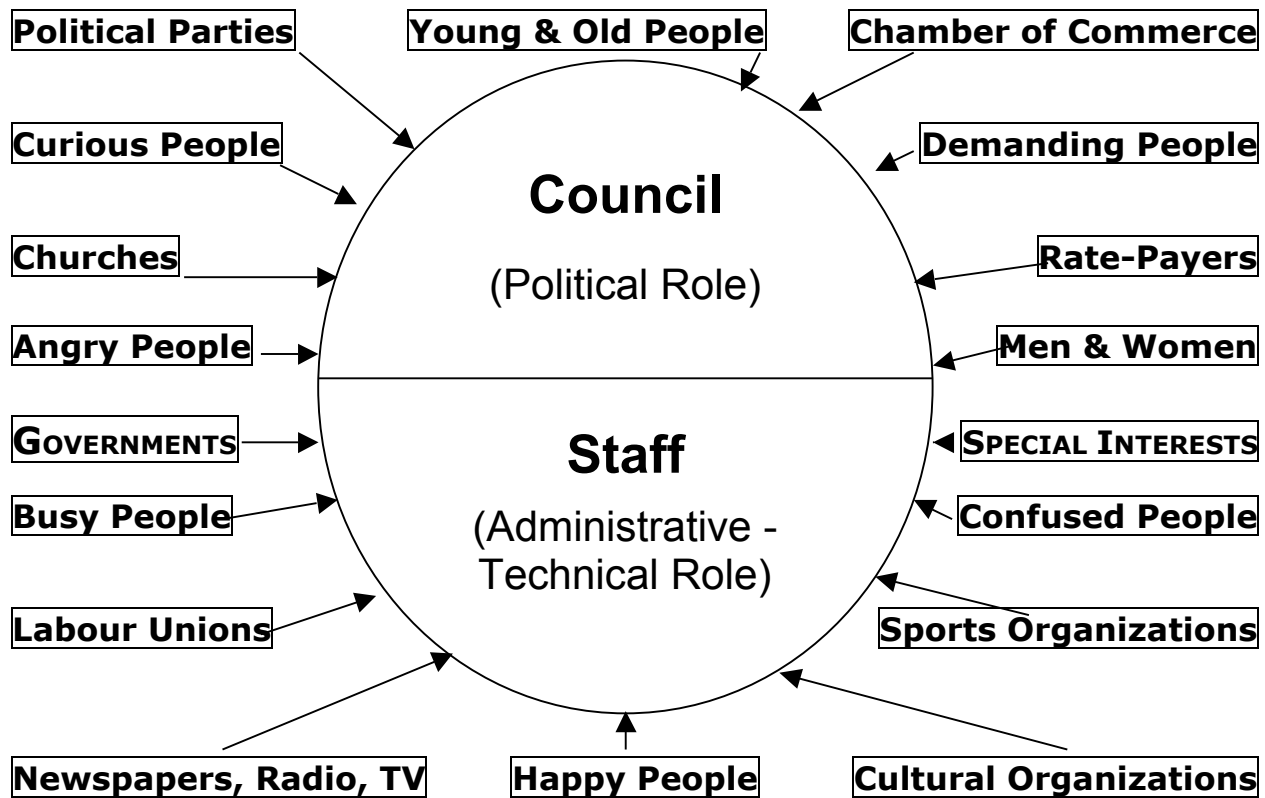 Political Parties
Young & Old People
Chamber of Commerce
Curious People
Demanding People
Council
(Political Role)
Churches
Rate-Payers
Angry People
Men & Women
GOVERNMENTS
SPECIAL INTERESTS
Staff
(Administrative -
Technical Role)
Busy People
Confused People
Labour Unions
Sports Organizations
Newspapers, Radio, TV
Happy People
Cultural Organizations